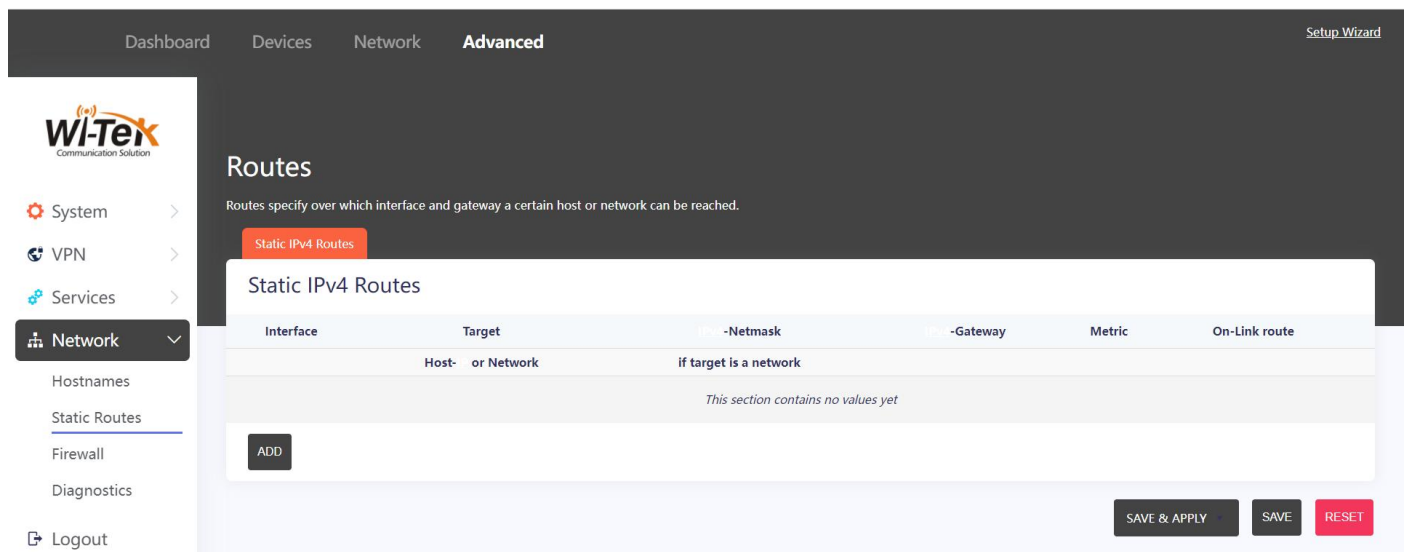 Dashboard Devices Network Advanced Setup Wizard
Wi-Tek
Communication Solution
System
VPN
Services
Network
Hostnames
Static Routes
Firewall
Diagnostics
Logout
Routes
Routes specify over which interface and gateway a certain host or network can be reached.
Static IPv4 Routes
Static IPv4 Routes
Interface Target -Netmask -Gateway Metric On-Link route
Host- or Network if target is a network
This section contains no values yet
ADD
SAVE & APPLY SAVE RESET